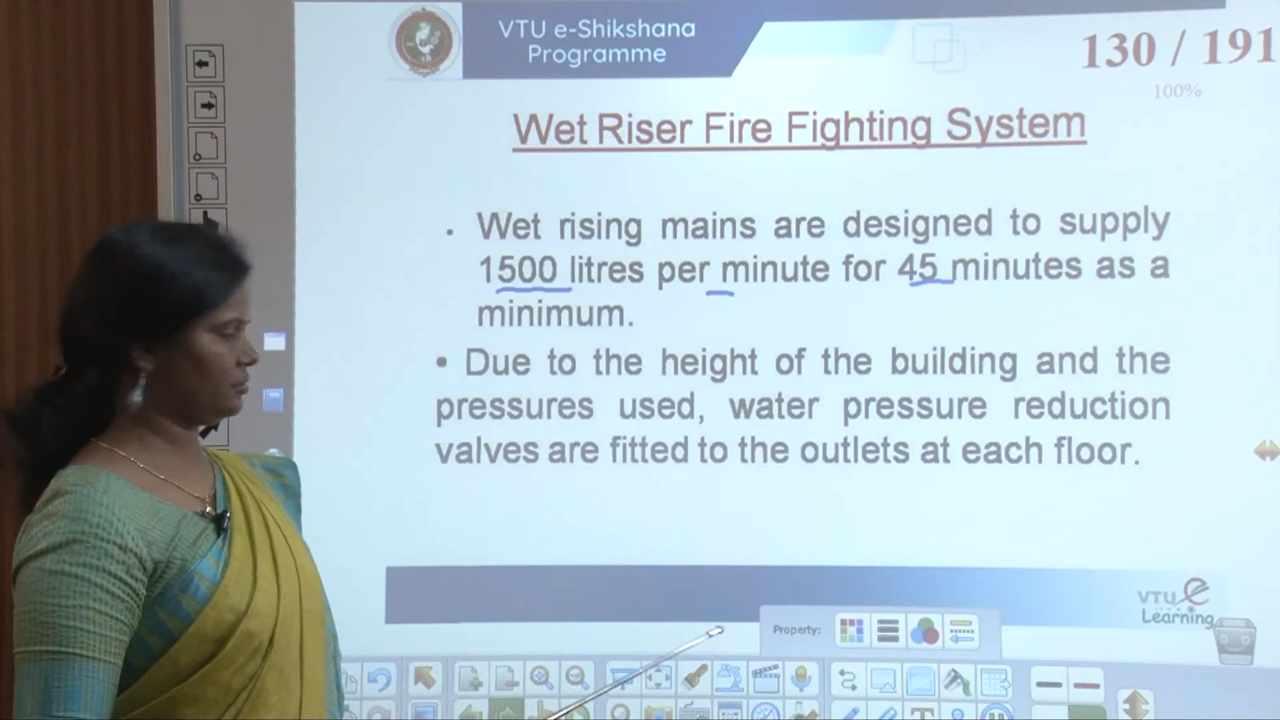 VTU e-Shikshana
Programme
130 / 191
100%
Wet Riser Fire Fighting System
. Wet rising mains are designed to supply
1500 litres per minute for 45 minutes as a
minimum.
• Due to the height of the building and the
pressures used, water pressure reduction
valves are fitted to the outlets at each floor.
VTU e
Learning
Property: